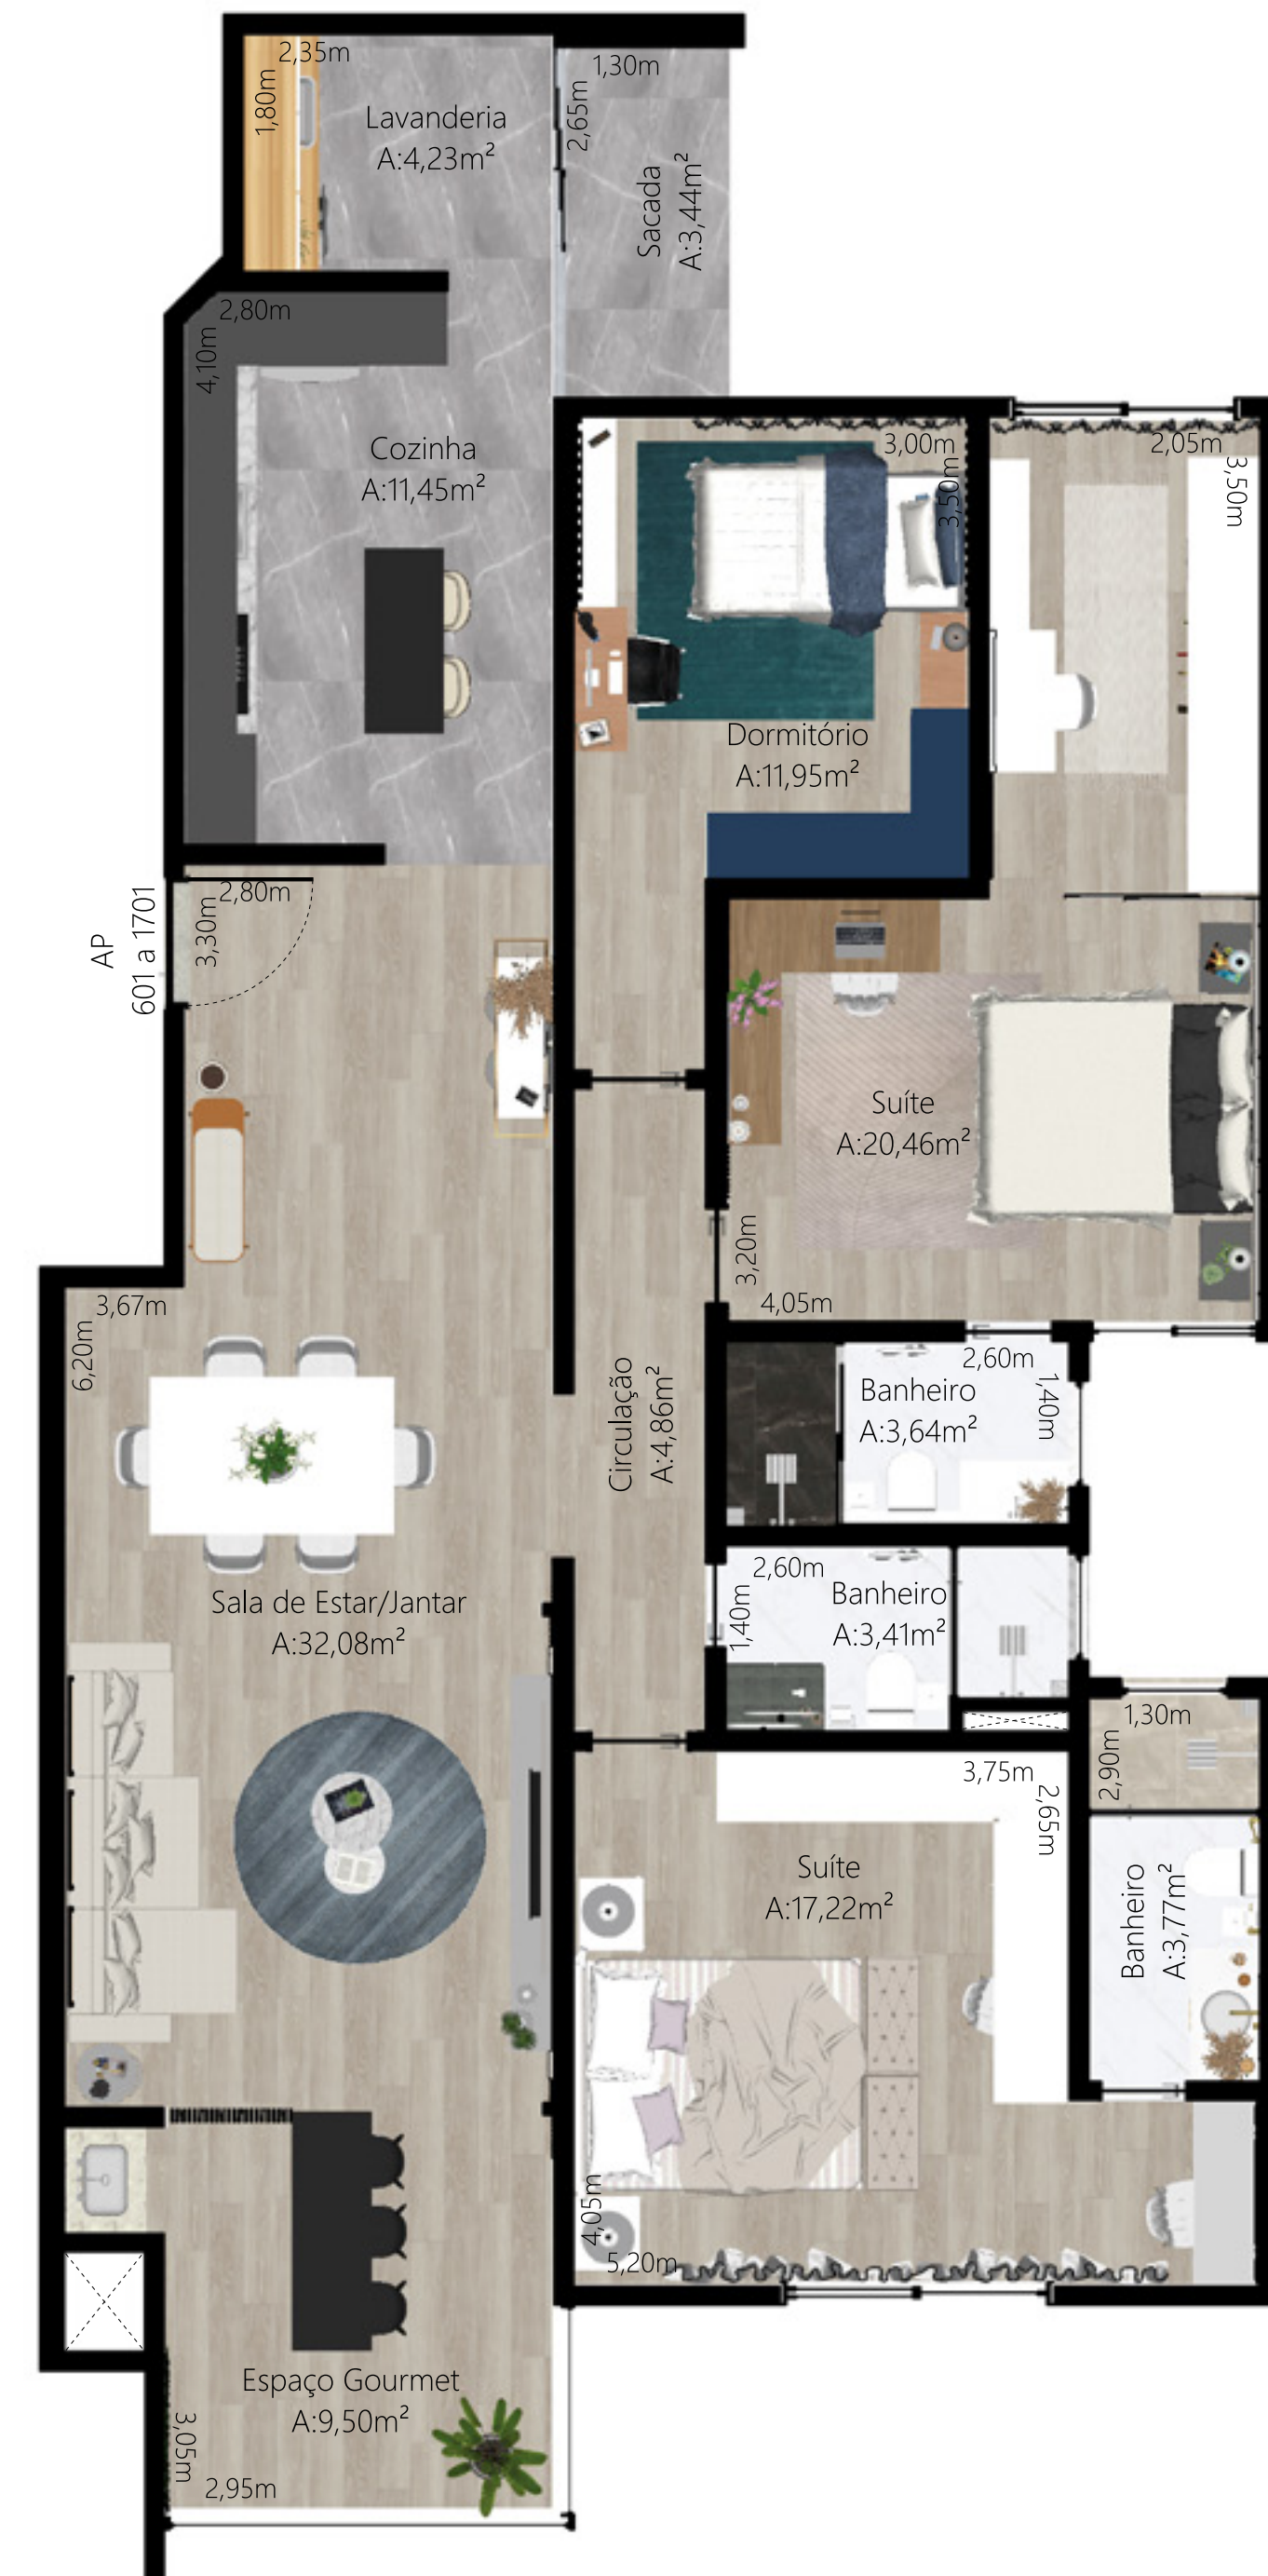 2,35m
1,80m
Lavanderia
A:4,23m²
1,30m
2,65m
Sacada
A:3,44m²
2,80m
4,10m
Cozinha
A:11,45m²
3,00m
3,50m
Dormitório
A:11,95m²
2,05m
3,50m
AP
601 a 1701
2,80m
3,30m
Suíte
A:20,46m²
3,20m
4,05m
3,67m
6,20m
Circulação
A:4,86m²
2,60m
1,40m
Banheiro
A:3,64m²
2,60m
1,40m
Banheiro
A:3,41m²
Sala de Estar/Jantar
A:32,08m²
1,30m
2,90m
3,75m
2,65m
Suíte
A:17,22m²
Banheiro
A:3,77m²
4,05m
5,20m
Espaço Gourmet
A:9,50m²
3,05m
2,95m